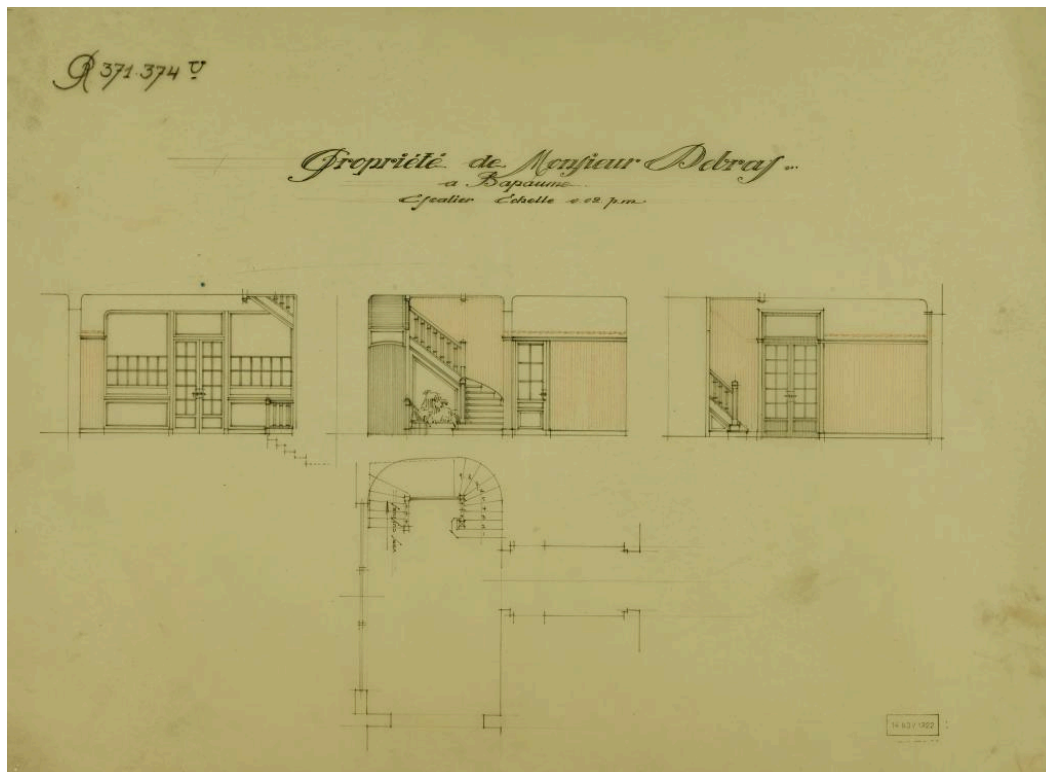 R 371.374 v
Propriété de Monsieur Debras
a Bapaume.
Escalier Echelle 0.02 p.m.